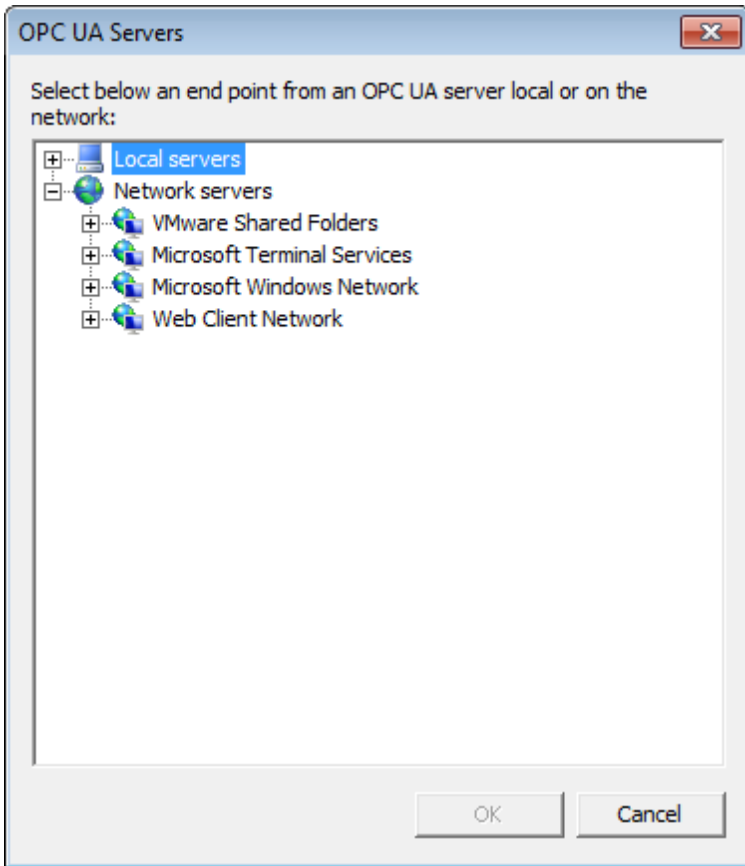 OPC UA Servers
Select below an end point from an OPC UA server local or on the
network:
Local servers
Network servers
VMware Shared Folders
Microsoft Terminal Services
Microsoft Windows Network
Web Client Network
OK
Cancel